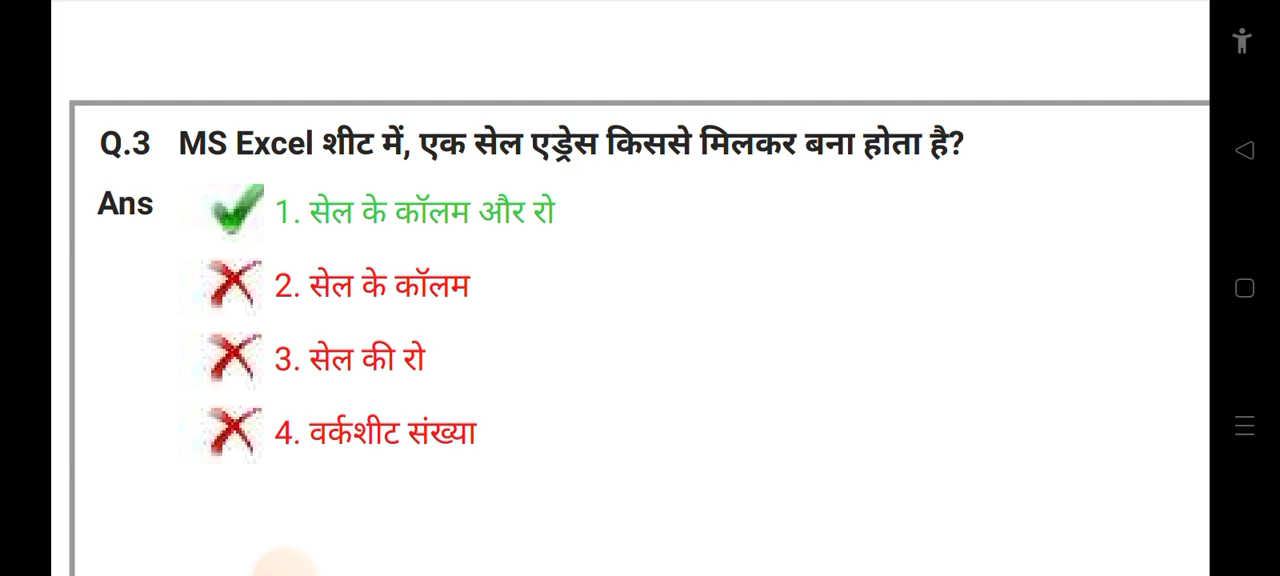 Q.3 MS Excel शीट में, एक सेल एड्रेस किससे मिलकर बना होता है?
Ans 1. सेल के कॉलम और रो
2. सेल के कॉलम
3. सेल की रो
4. वर्कशीट संख्या